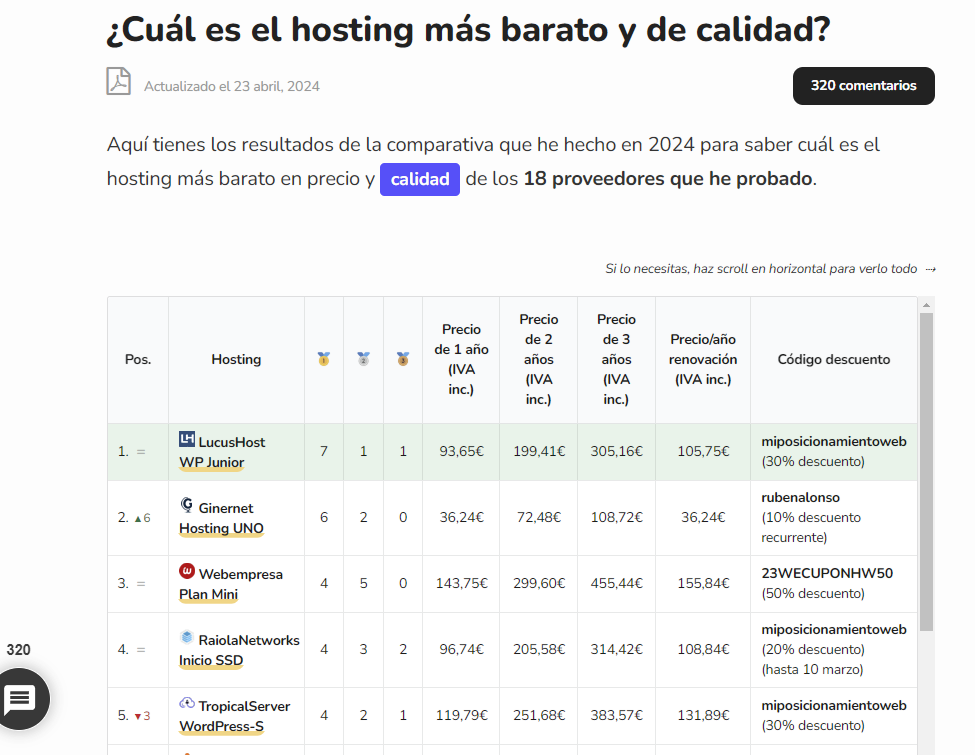 ¿Cuál es el hosting más barato y de calidad?
Actualizado el 23 abril, 2024
320 comentarios
Aquí tienes los resultados de la comparativa que he hecho en 2024 para saber cuál es el
hosting más barato en precio y calidad de los 18 proveedores que he probado.
Si lo necesitas, haz scroll en horizontal para verlo todo ⇢
Pos.
Hosting
Precio
de 1 año
(IVA
inc.)
Precio
de 2
años
(IVA
inc.)
Precio
de 3
años
(IVA
inc.)
Precio/año
renovación
(IVA inc.)
Código descuento
1. =
LucusHost
WP Junior
7
1
1
93,65€
199,41€
305,16€
105,75€
miposicionamientoweb
(30% descuento)
2. ▲6
Ginernet
Hosting UNO
6
2
0
36,24€
72,48€
108,72€
36,24€
rubenalonso
(10% descuento
recurrente)
3. =
Webempresa
Plan Mini
4
5
0
143,75€
299,60€
455,44€
155,84€
23WECUPONHW50
(50% descuento)
4. =
RaiolaNetworks
Inicio SSD
4
3
2
96,74€
205,58€
314,42€
108,84€
miposicionamientoweb
(20% descuento)
(hasta 10 marzo)
5. ▼3
TropicalServer
WordPress-S
4
2
1
119,79€
251,68€
383,57€
131,89€
miposicionamientoweb
(30% descuento)
320